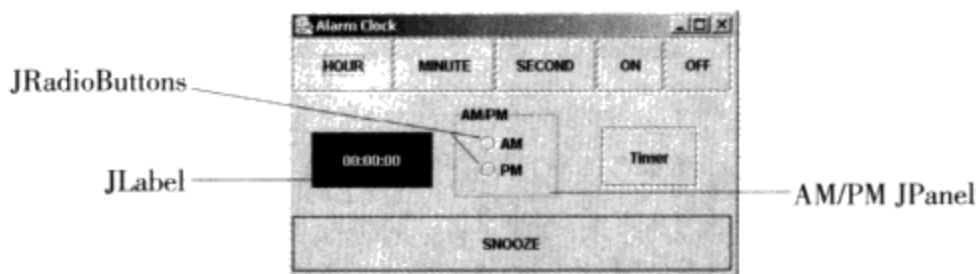 Alarm Clock
HOUR MINUTE SECOND ON OFF
JRadioButtons
AM/PM
AM
00:00:00
Timer
PM
JLabel
AM/PM JPanel
SNOOZE